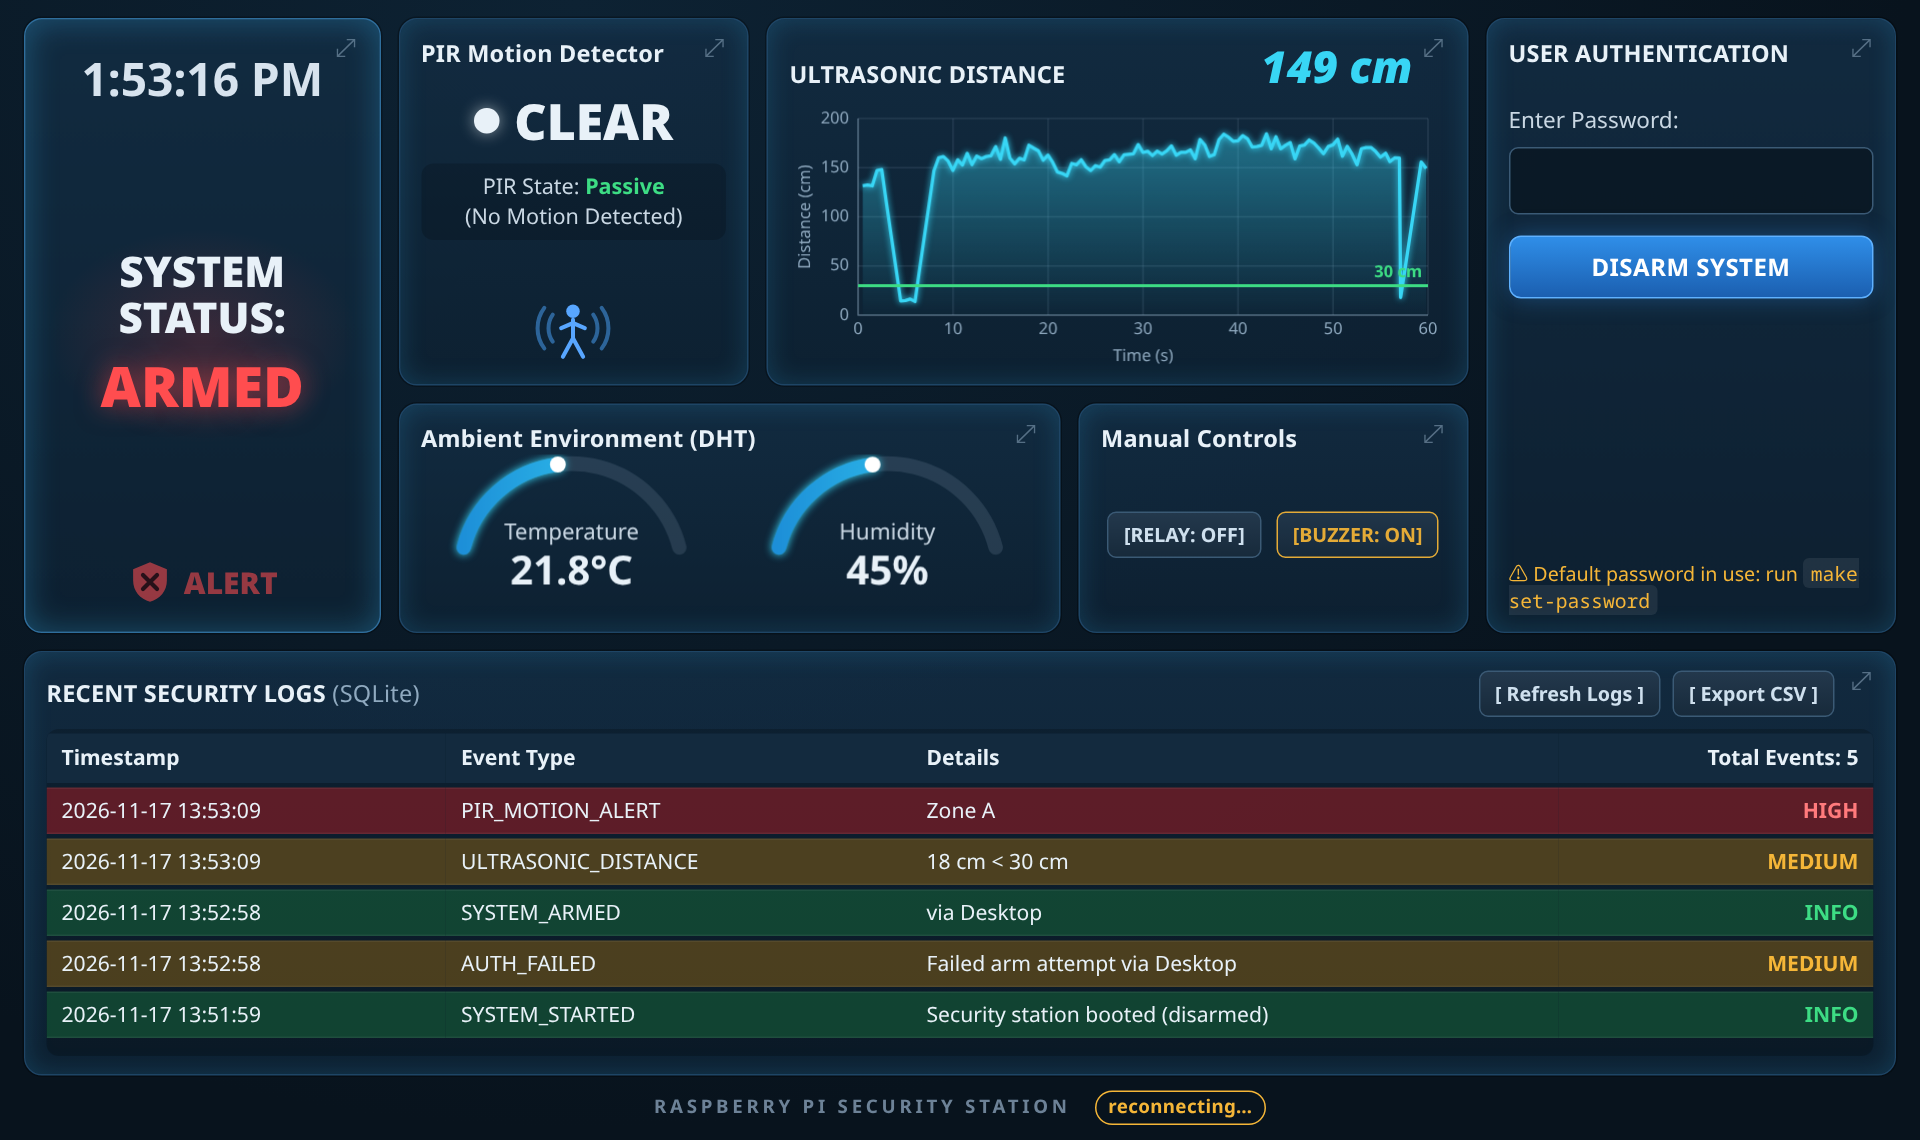 1:53:16 PM
SYSTEM
STATUS:
ARMED
ALERT
PIR Motion Detector
CLEAR
PIR State: Passive
(No Motion Detected)
ULTRASONIC DISTANCE
149 cm
Distance (cm)
200
150
100
50
0
30 cm
0 10 20 30 40 50 60
Time (s)
USER AUTHENTICATION
Enter Password:
DISARM SYSTEM
⚠ Default password in use: run make
set-password
Ambient Environment (DHT)
Temperature
21.8°C
Humidity
45%
Manual Controls
[RELAY: OFF] [BUZZER: ON]
RECENT SECURITY LOGS (SQLite)
[ Refresh Logs ] [ Export CSV ]
Timestamp Event Type Details Total Events: 5
2026-11-17 13:53:09 PIR_MOTION_ALERT Zone A HIGH
2026-11-17 13:53:09 ULTRASONIC_DISTANCE 18 cm < 30 cm MEDIUM
2026-11-17 13:52:58 SYSTEM_ARMED via Desktop INFO
2026-11-17 13:52:58 AUTH_FAILED Failed arm attempt via Desktop MEDIUM
2026-11-17 13:51:59 SYSTEM_STARTED Security station booted (disarmed) INFO
RASPBERRY PI SECURITY STATION reconnecting...